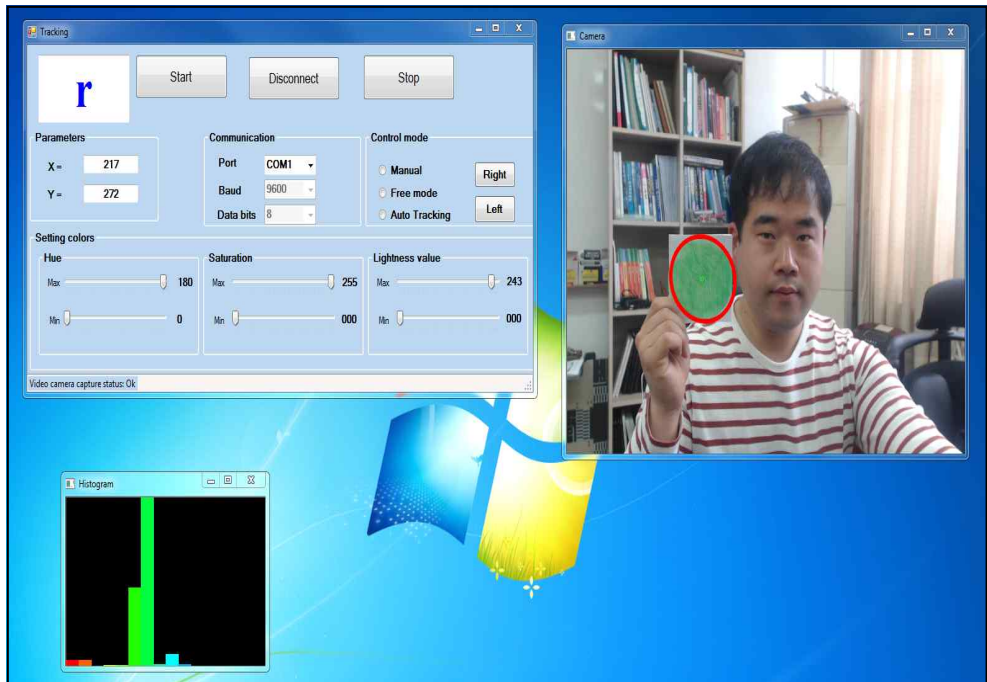 Tracking
r
Start Disconnect Stop
Parameters
X = 217
Y = 272
Communication
Port COM1
Baud 9600
Data bits 8
Control mode
Manual
Free mode
Auto Tracking
Right
Left
Setting colors
Hue
Max 180
Min 0
Saturation
Max 255
Min 000
Lightness value
Max 243
Min 000
Video camera capture status: Ok
Camera
Histogram